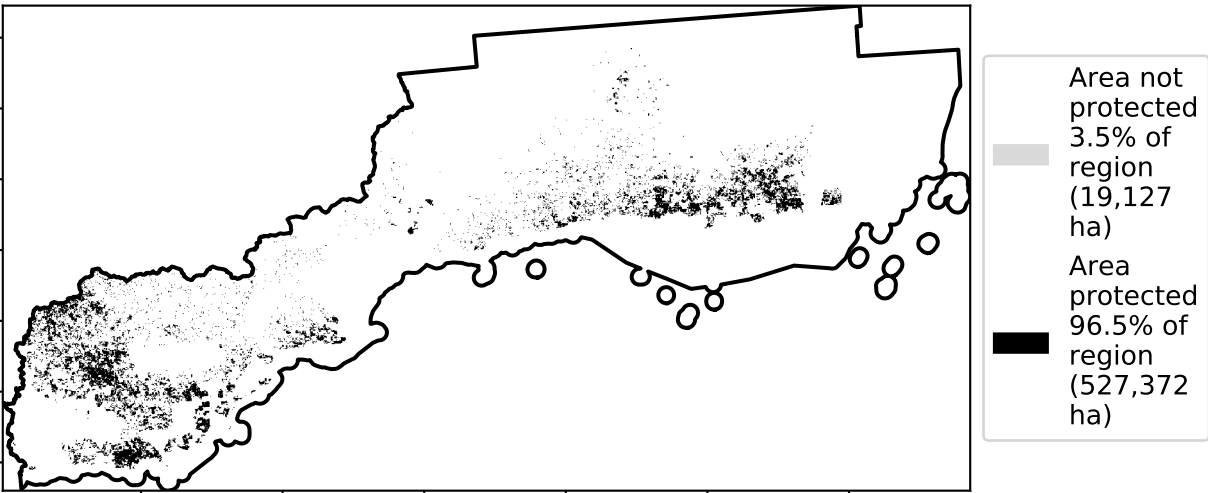 Area not
protected
3.5% of
region
(19,127
ha)
Area
protected
96.5% of
region
(527,372
ha)